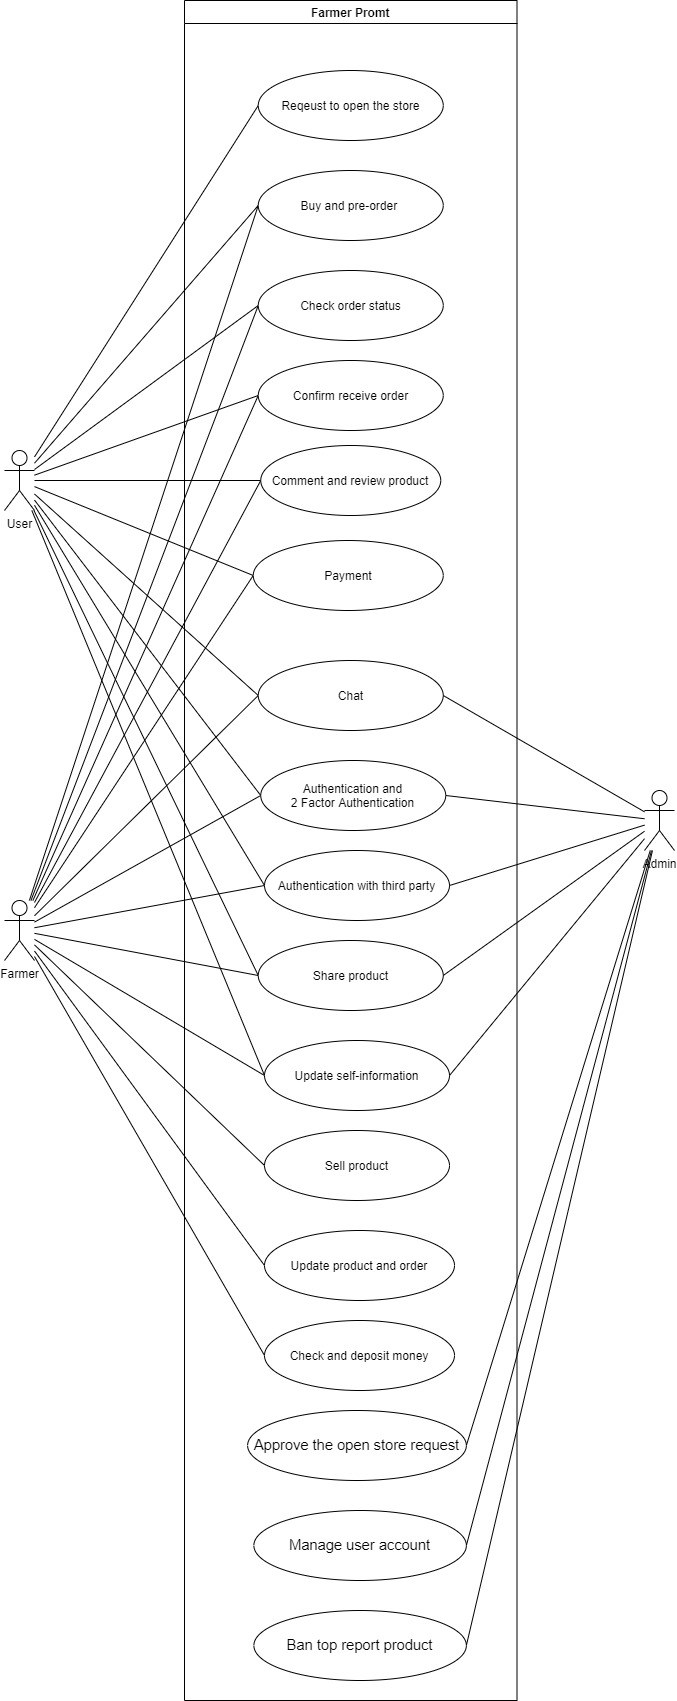 Farmer Promt
Reqeust to open the store
Buy and pre-order
Check order status
Confirm receive order
Comment and review product
User
Payment
Chat
Authentication and
2 Factor Authentication
Admin
Authentication with third party
Farmer
Share product
Update self-information
Sell product
Update product and order
Check and deposit money
Approve the open store request
Manage user account
Ban top report product